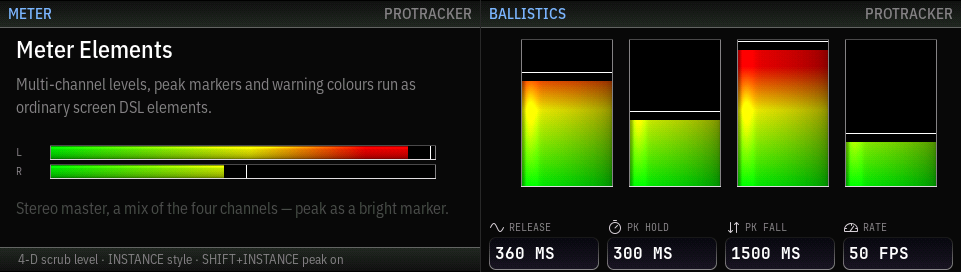 METER
PROTRACKER
Meter Elements
Multi-channel levels, peak markers and warning colours run as
ordinary screen DSL elements.
L
R
Stereo master, a mix of the four channels — peak as a bright marker.
4-D scrub level · INSTANCE style · SHIFT+INSTANCE peak on
BALLISTICS
PROTRACKER
RELEASE
360 MS
PK HOLD
300 MS
PK FALL
1500 MS
RATE
50 FPS